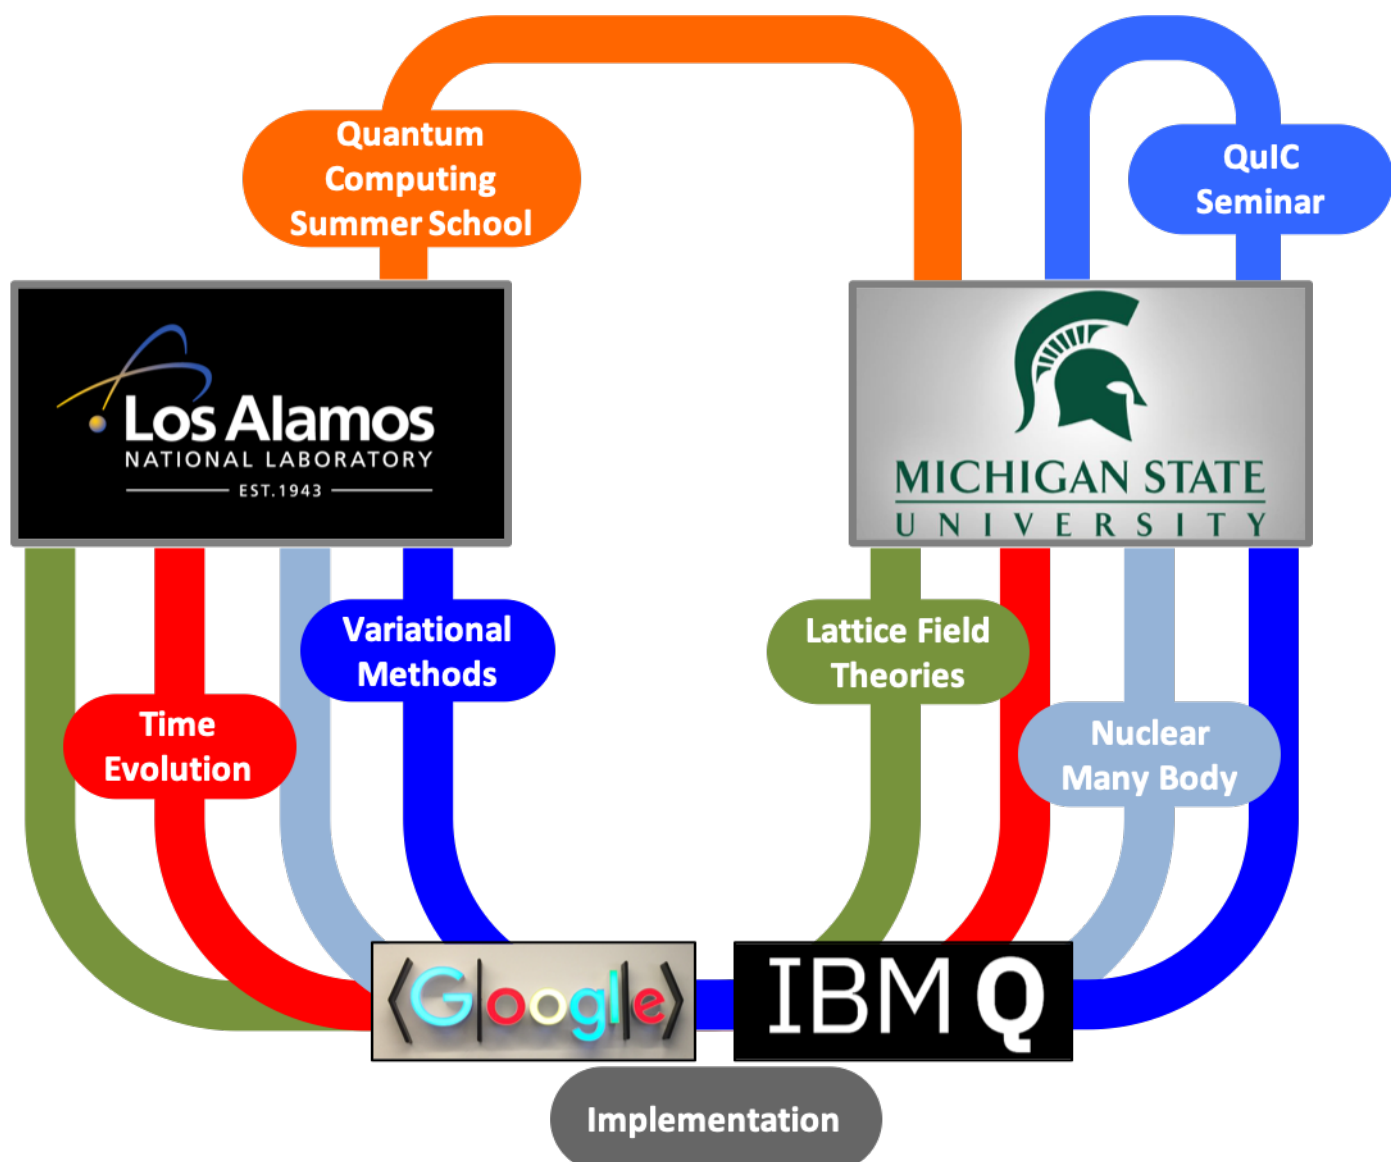 Quantum
Computing
Summer School
QuIC
Seminar
Los Alamos
NATIONAL LABORATORY
EST.1943
MICHIGAN STATE
UNIVERSITY
Variational
Methods
Lattice Field
Theories
Time
Evolution
Nuclear
Many Body
⟨G|oogl|e⟩
IBM Q
Implementation